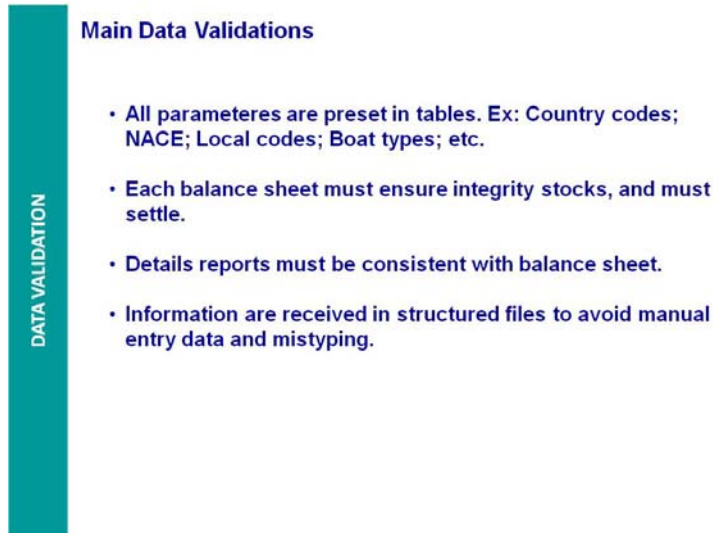 Main Data Validations
• All parameteres are preset in tables. Ex: Country codes;
NACE; Local codes; Boat types; etc.
• Each balance sheet must ensure integrity stocks, and must
settle.
• Details reports must be consistent with balance sheet.
• Information are received in structured files to avoid manual
entry data and mistyping.
DATA VALIDATION